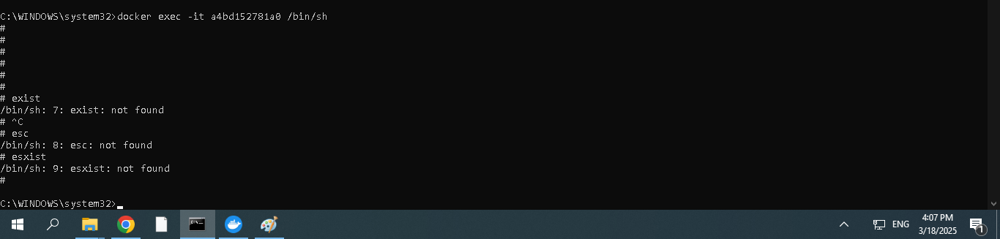 C:\WINDOWS\system32>docker exec -it a4bd152781a0 /bin/sh
#
#
#
#
#
#
# exist
/bin/sh: 7: exist: not found
# ^C
# esc
/bin/sh: 8: esc: not found
# esxist
/bin/sh: 9: esxist: not found
#
C:\WINDOWS\system32>
ENG
4:07 PM
3/18/2025
1